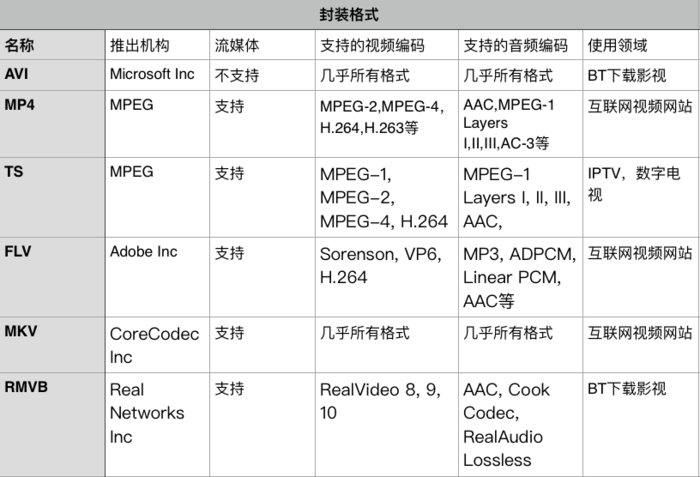 封装格式
名称 推出机构 流媒体 支持的视频编码 支持的音频编码 使用领域
AVI Microsoft Inc 不支持 几乎所有格式 几乎所有格式 BT下载影视
MP4 MPEG 支持 MPEG-2,MPEG-4, AAC,MPEG-1 互联网视频网站
H.264,H.263等 Layers
I,II,III,AC-3等
TS MPEG 支持 MPEG–1, MPEG–1 IPTV，数字电
MPEG–2, Layers I, II, III, 视
MPEG–4, H.264 AAC,
FLV Adobe Inc 支持 Sorenson, VP6, MP3, ADPCM, 互联网视频网站
H.264 Linear PCM,
AAC等
MKV CoreCodec 支持 几乎所有格式 几乎所有格式 互联网视频网站
Inc
RMVB Real 支持 RealVideo 8, 9, AAC, Cook BT下载影视
Networks 10 Codec,
Inc RealAudio
Lossless